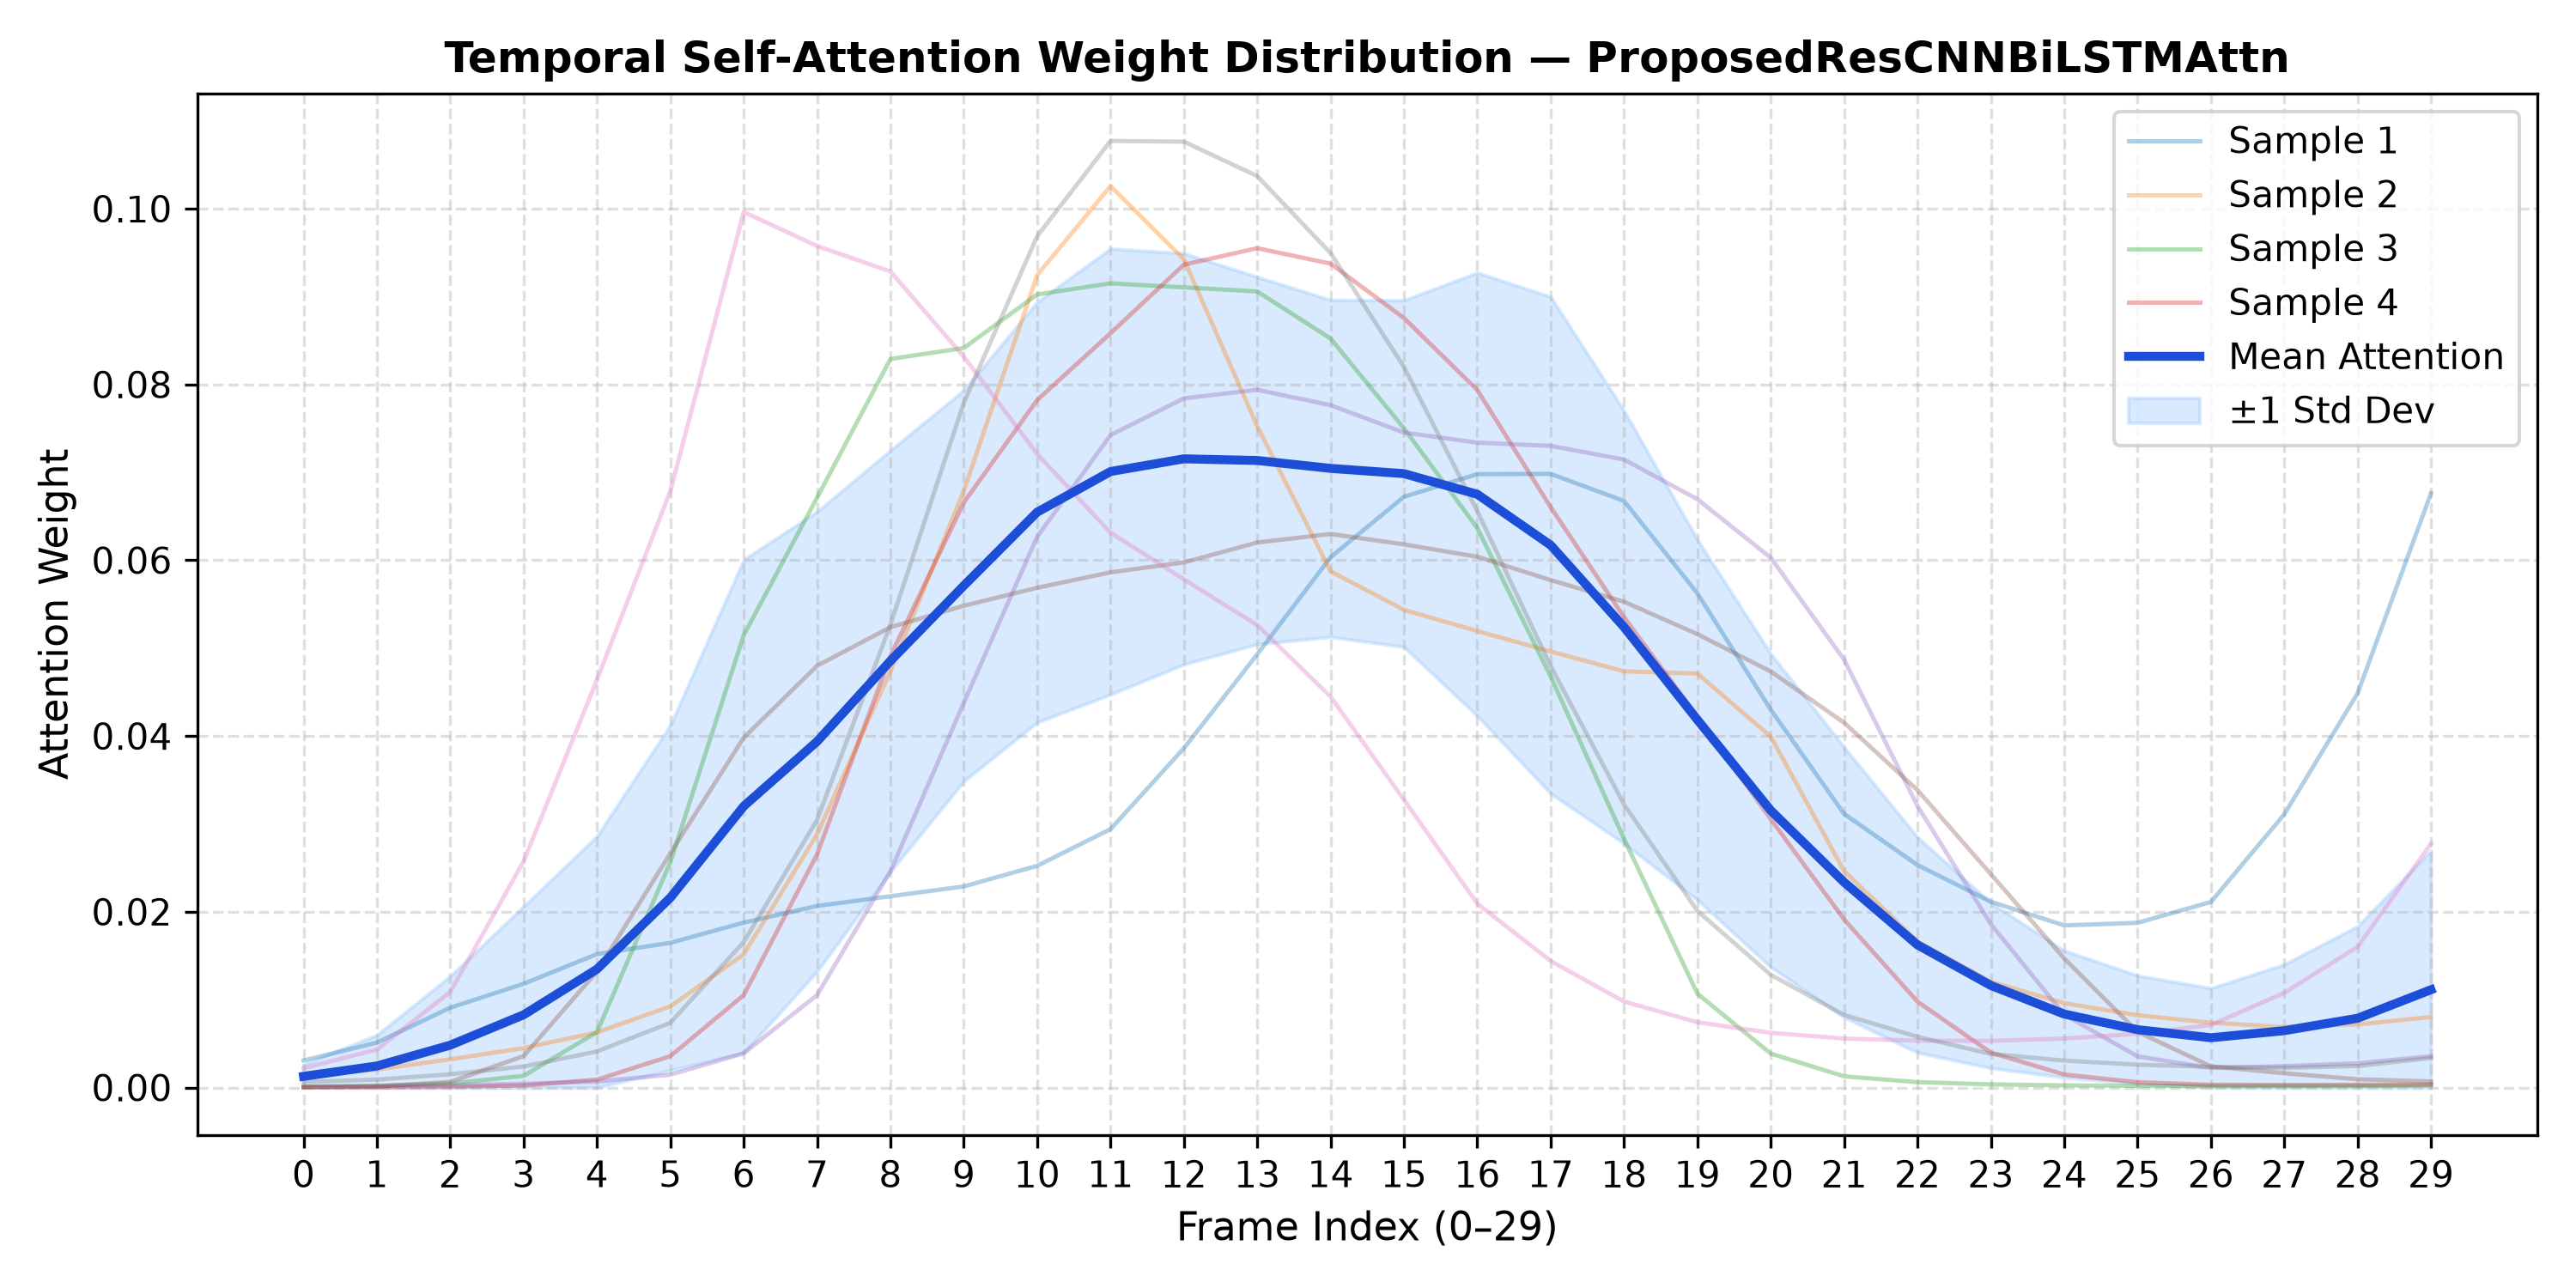 Temporal Self-Attention Weight Distribution — ProposedResCNNBiLSTMAttn
Sample 1
Sample 2
Sample 3
Sample 4
Mean Attention
±1 Std Dev
Attention Weight
0.10
0.08
0.06
0.04
0.02
0.00
0 1 2 3 4 5 6 7 8 9 10 11 12 13 14 15 16 17 18 19 20 21 22 23 24 25 26 27 28 29
Frame Index (0–29)